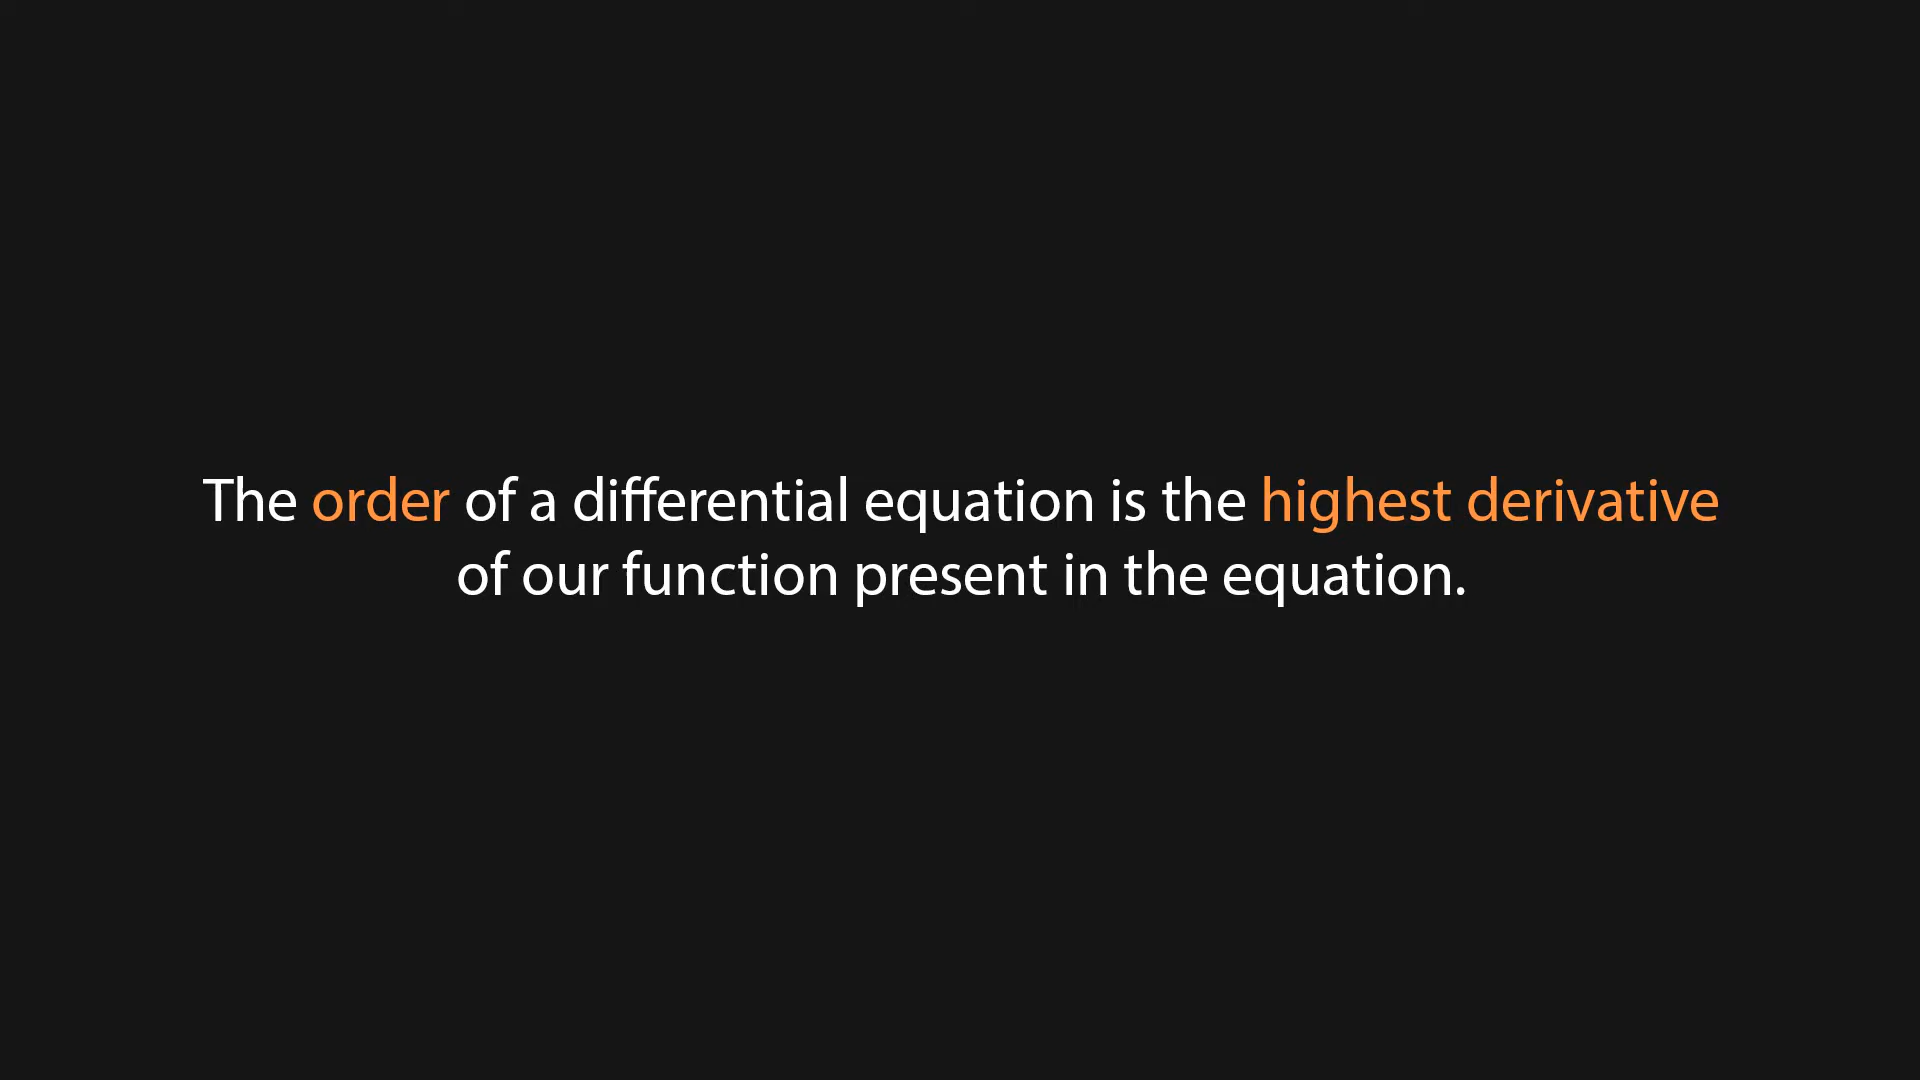 The order of a differential equation is the highest derivative
of our function present in the equation.